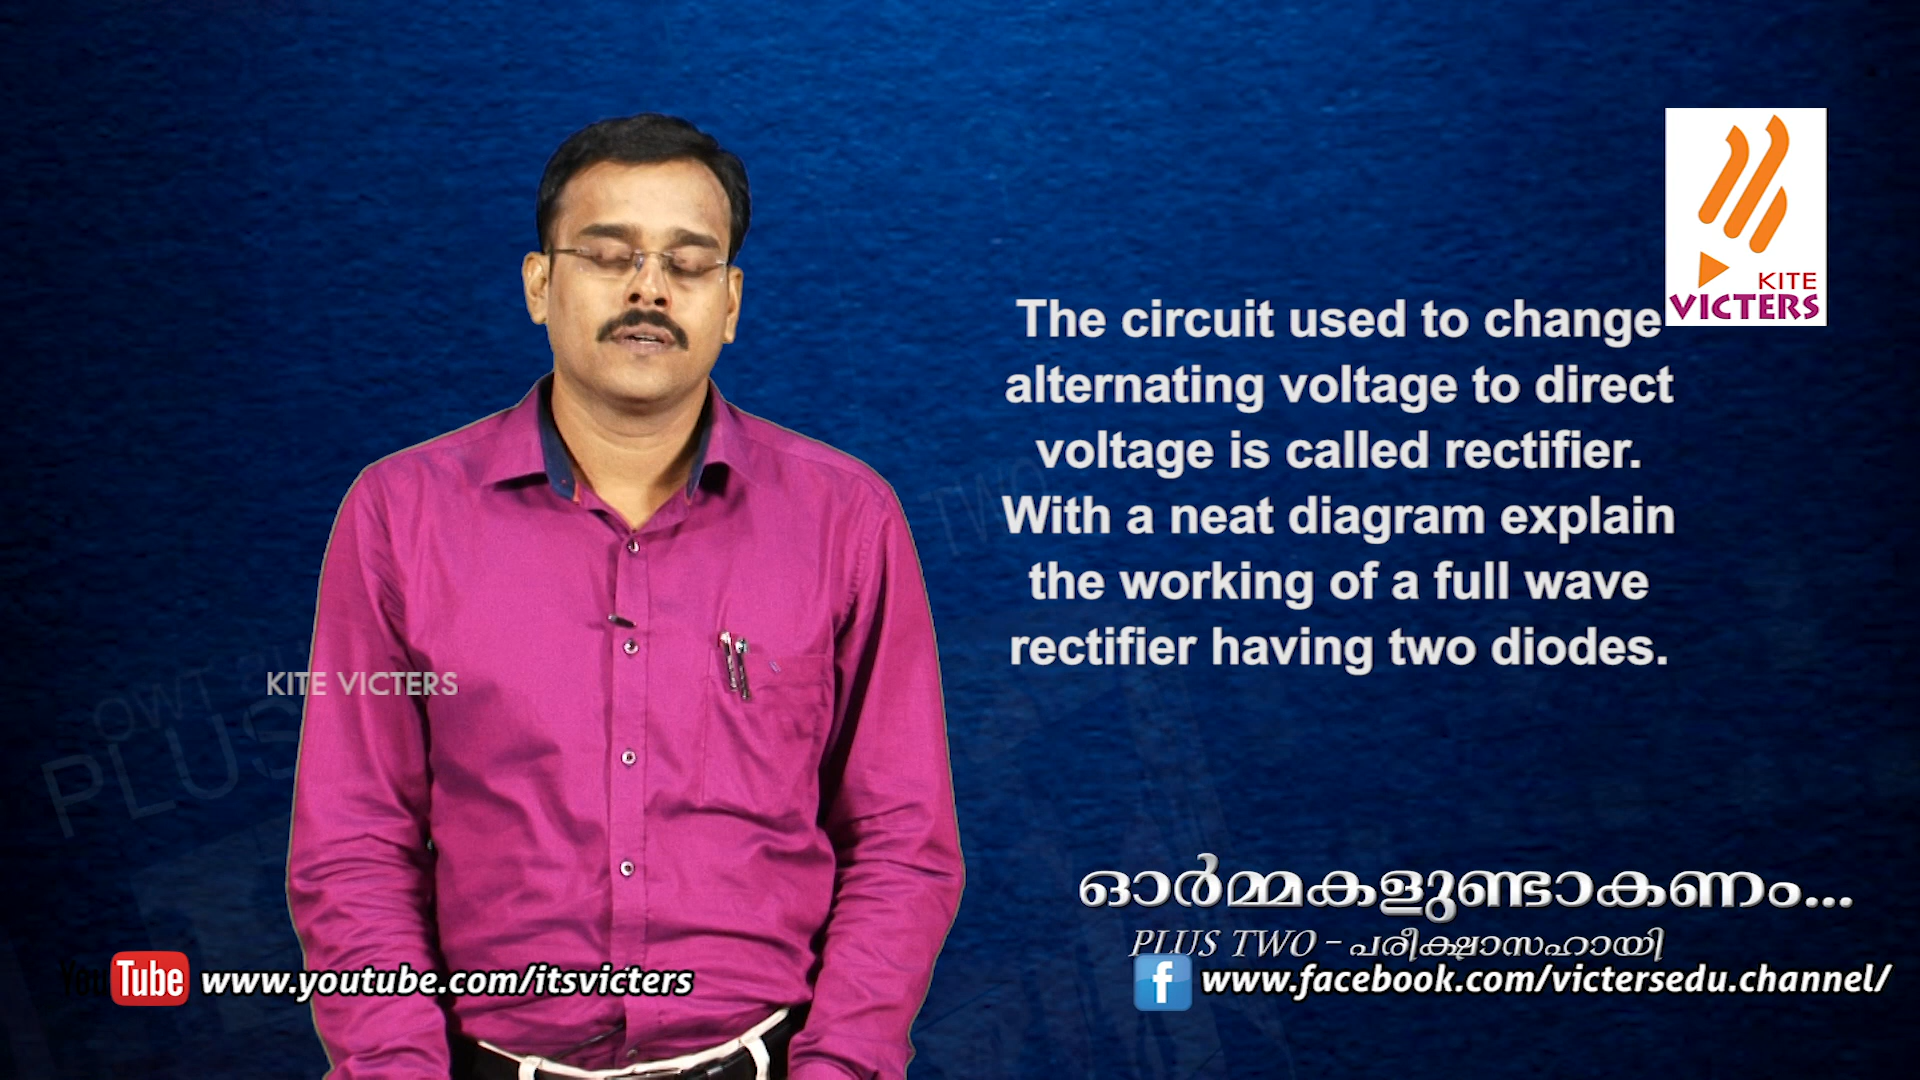 KITE
VICTERS
The circuit used to change
alternating voltage to direct
voltage is called rectifier.
With a neat diagram explain
the working of a full wave
rectifier having two diodes.
KITE VICTERS
TWO
PLUS
ഓർമ്മകളുണ്ടാകണം...
PLUS TWO - പരീക്ഷാസഹായി
YouTube www.youtube.com/itsvicters
f www.facebook.com/victersedu.channel/